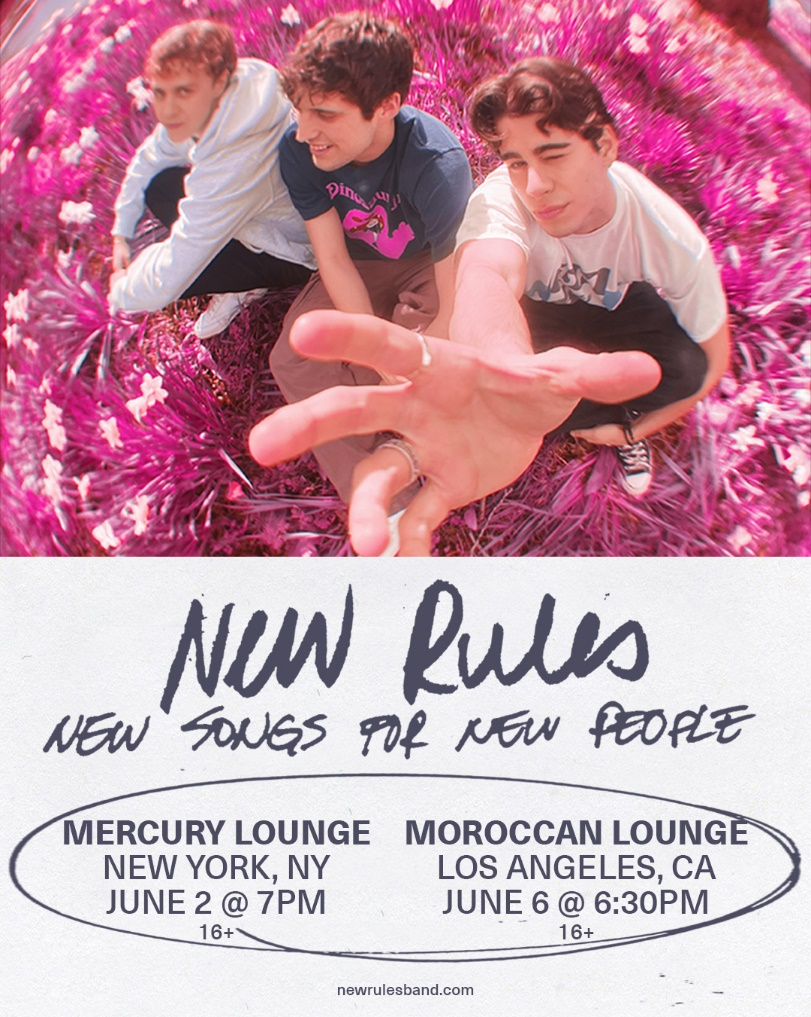 New Rules
NEW SONGS FOR NEW PEOPLE
MERCURY LOUNGE
NEW YORK, NY
JUNE 2 @ 7PM
16+
MOROCCAN LOUNGE
LOS ANGELES, CA
JUNE 6 @ 6:30PM
16+
newrulesband.com